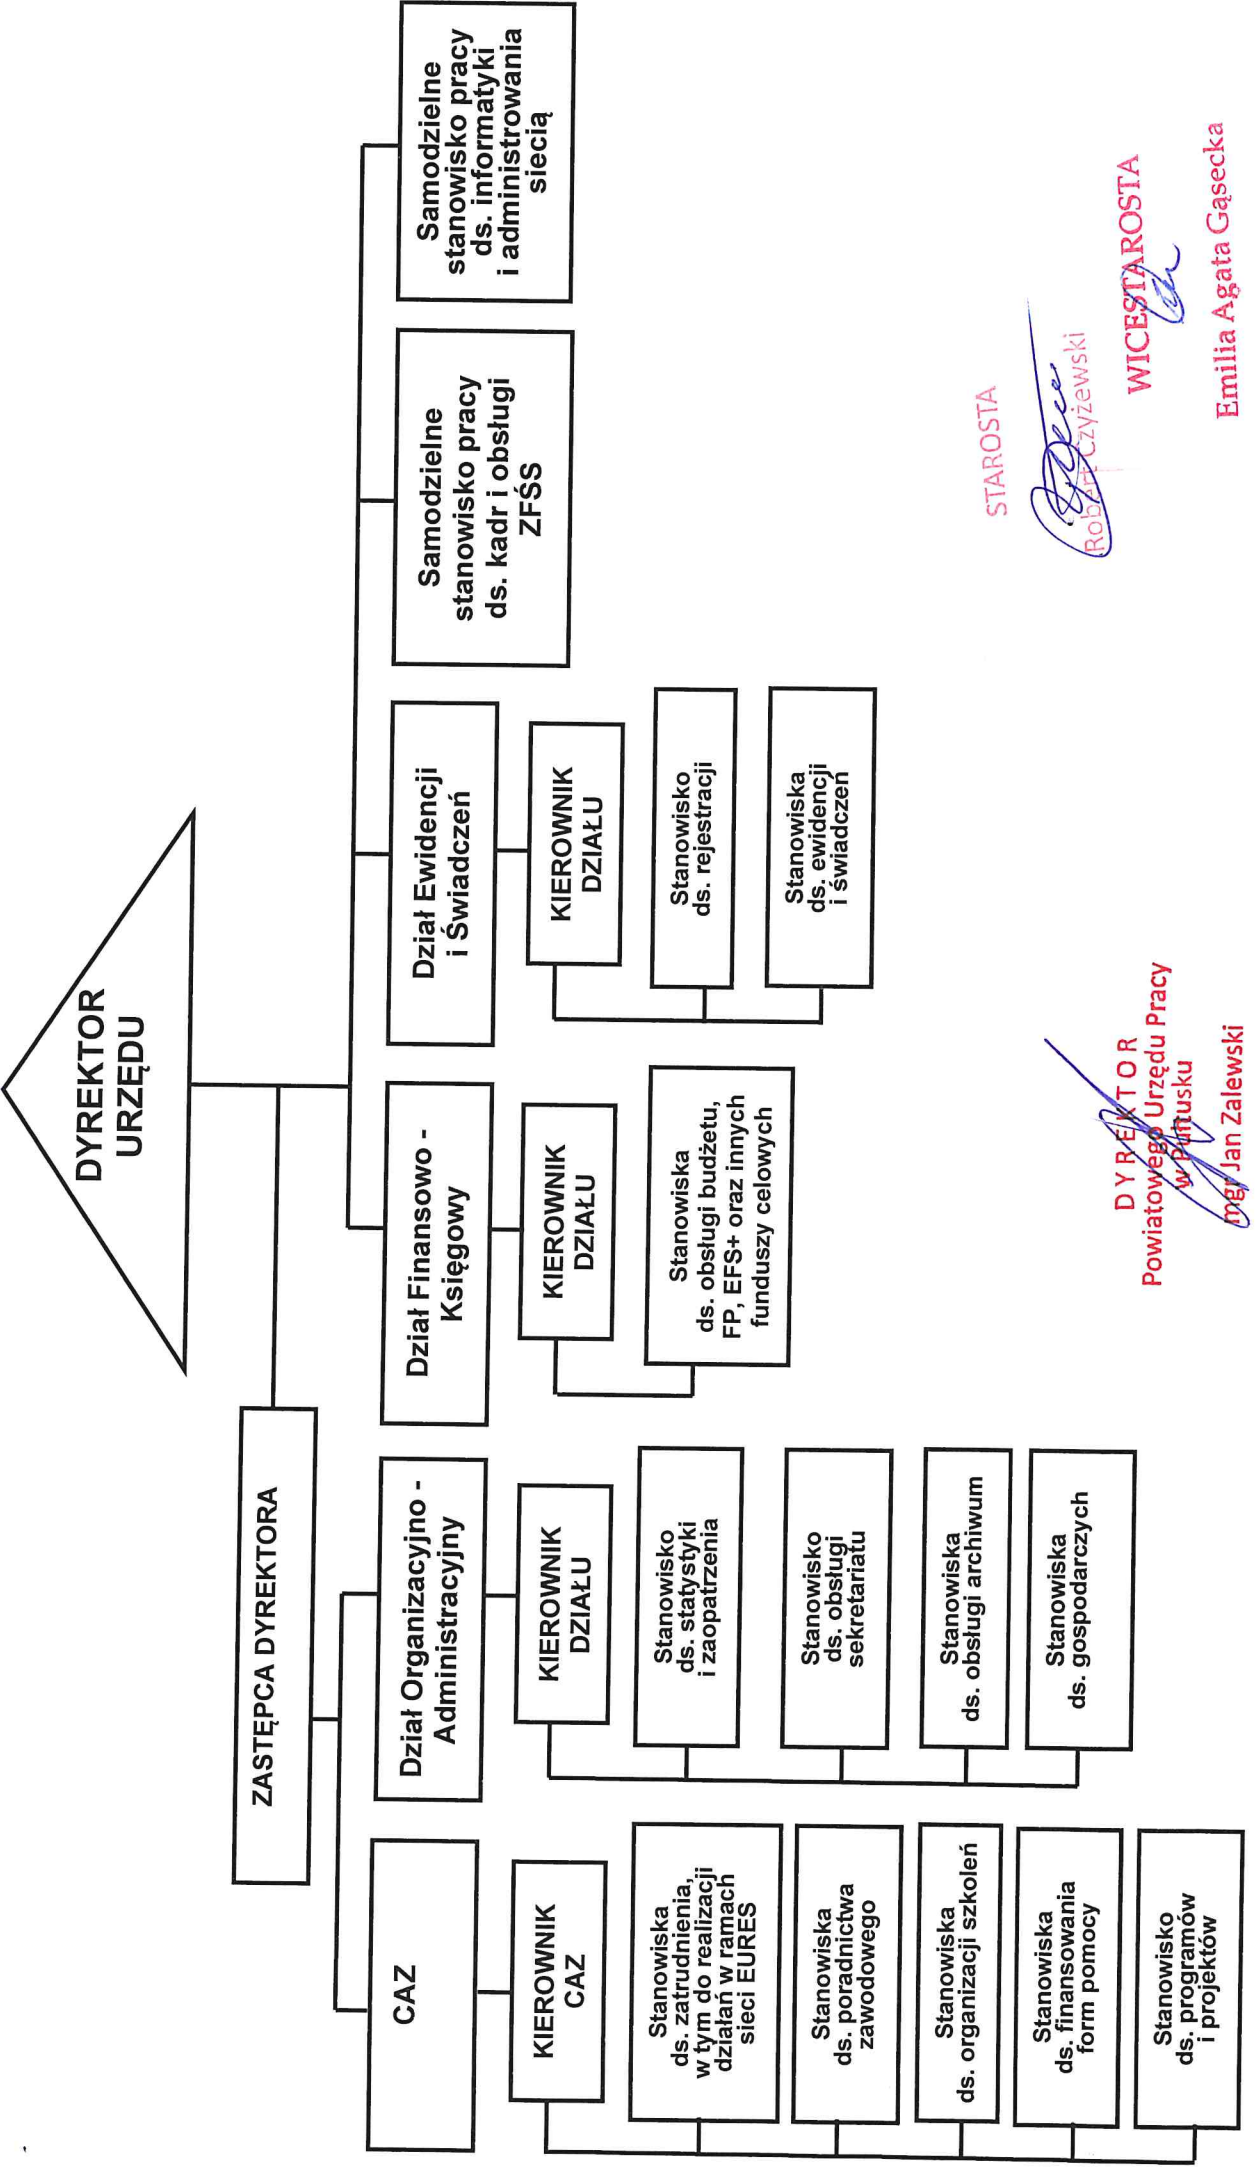 DYREKTOR
URZĘDU
ZASTĘPCA DYREKTORA
CAZ
KIEROWNIK
CAZ
Stanowiska
ds. zatrudnienia,
w tym do realizacji
działań w ramach
sieci EURES
Stanowiska
ds. poradnictwa
zawodowego
Stanowiska
ds. organizacji szkoleń
Stanowiska
ds. finansowania
form pomocy
Stanowisko
ds. programów
i projektów
Dział Organizacyjno -
Administracyjny
KIEROWNIK
DZIAŁU
Stanowisko
ds. statystyki
i zaopatrzenia
Stanowisko
ds. obsługi
sekretariatu
Stanowiska
ds. obsługi archiwum
Stanowiska
ds. gospodarczych
Dział Finansowo -
Księgowy
KIEROWNIK
DZIAŁU
Stanowiska
ds. obsługi budżetu,
FP, EFS+ oraz innych
funduszy celowych
Dział Ewidencji
i Świadczeń
KIEROWNIK
DZIAŁU
Stanowisko
ds. rejestracji
Stanowiska
ds. ewidencji
i świadczeń
Samodzielne
stanowisko pracy
ds. kadr i obsługi
ZFŚS
Samodzielne
stanowisko pracy
ds. informatyki
i administrowania
siecią
DYREKTOR
Powiatowego Urzędu Pracy
w Pułtusku
mgr Jan Zalewski
STAROSTA
Robert Czyżewski
WICESTAROSTA
Emilia Agata Gąsecka